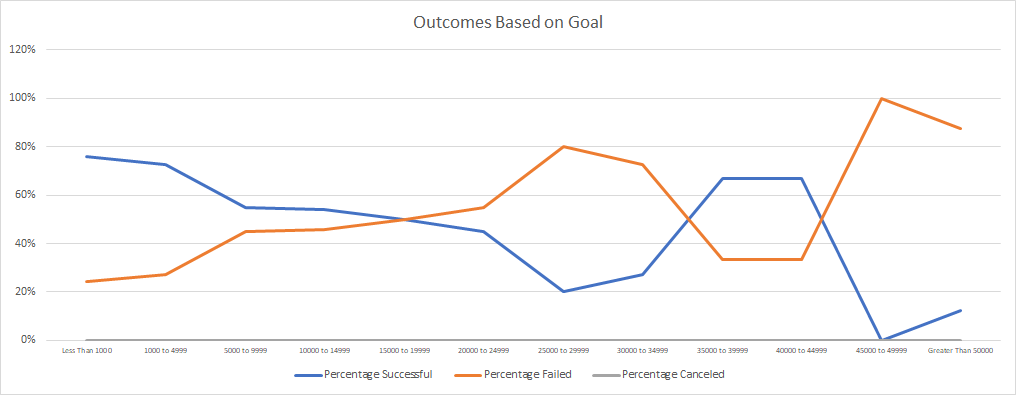 Outcomes Based on Goal
120%
100%
80%
60%
40%
20%
0%
Less Than 1000 1000 to 4999 5000 to 9999 10000 to 14999 15000 to 19999 20000 to 24999 25000 to 29999 30000 to 34999 35000 to 39999 40000 to 44999 45000 to 49999 Greater Than 50000
Percentage Successful Percentage Failed Percentage Canceled